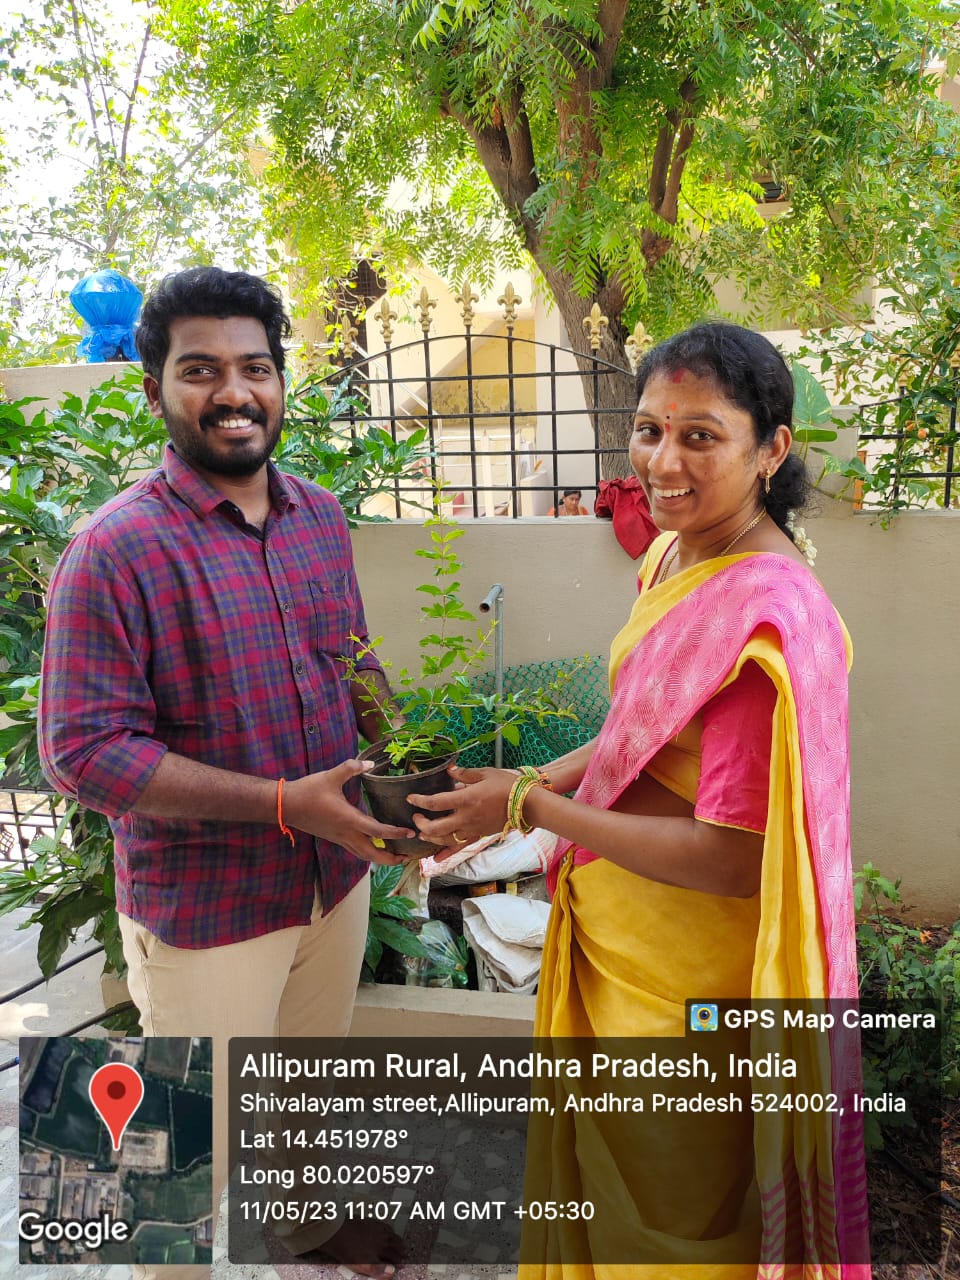 GPS Map Camera
Allipuram Rural, Andhra Pradesh, India
Shivalayam street,Allipuram, Andhra Pradesh 524002, India
Lat 14.451978°
Long 80.020597°
11/05/23 11:07 AM GMT +05:30
Google